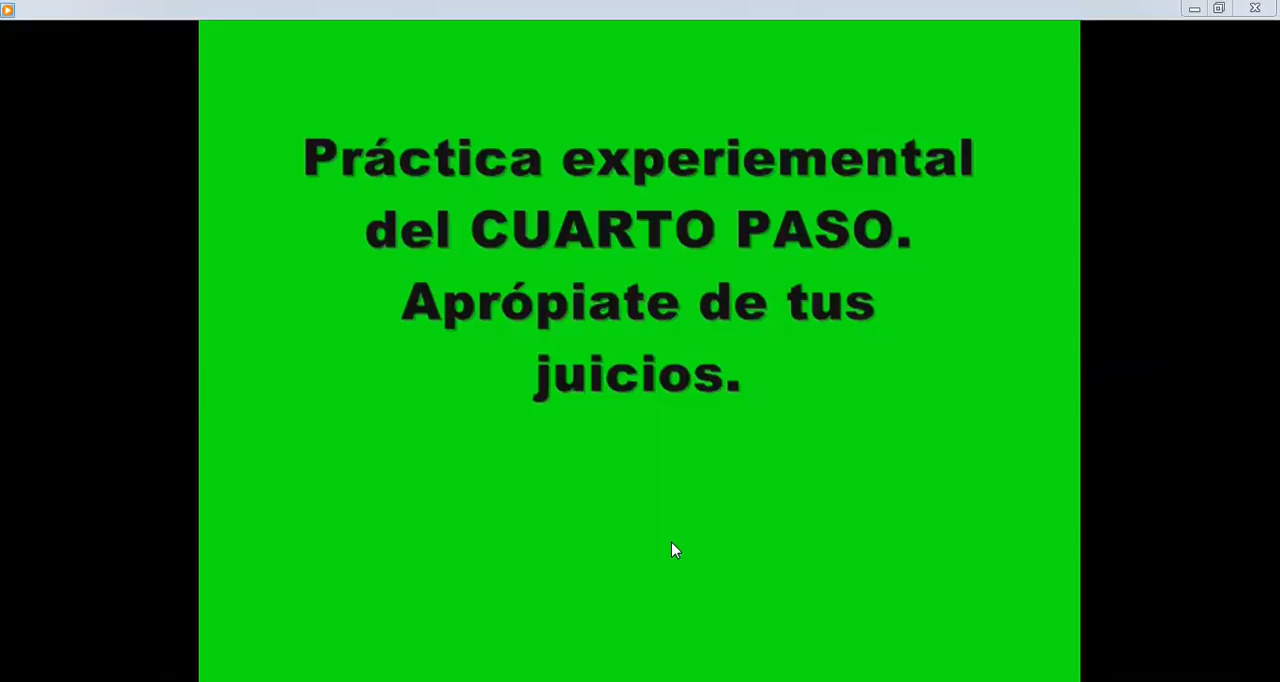 Práctica experiemental
del CUARTO PASO.
Aprópiate de tus
juicios.